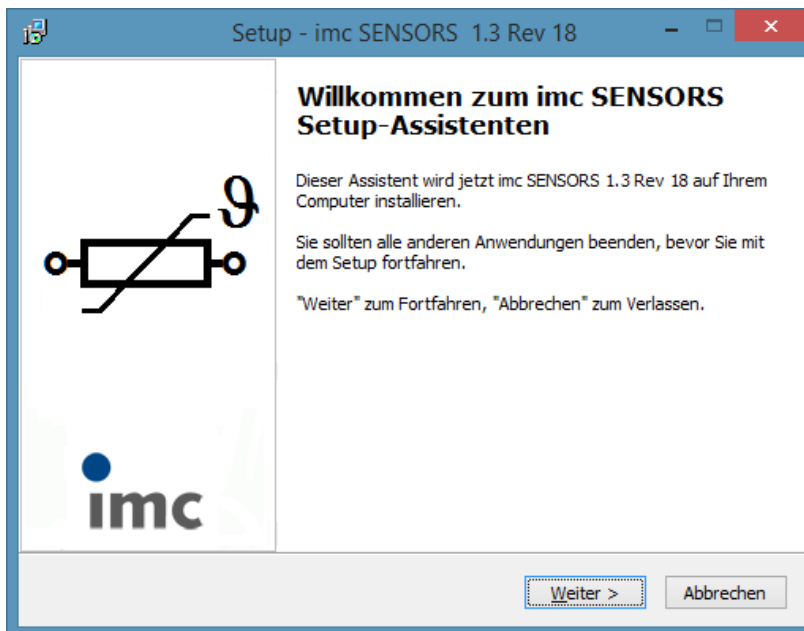 Setup - imc SENSORS 1.3 Rev 18
Willkommen zum imc SENSORS
Setup-Assistenten
Dieser Assistent wird jetzt imc SENSORS 1.3 Rev 18 auf Ihrem
Computer installieren.
Sie sollten alle anderen Anwendungen beenden, bevor Sie mit
dem Setup fortfahren.
"Weiter" zum Fortfahren, "Abbrechen" zum Verlassen.
ϑ
imc
Weiter >
Abbrechen